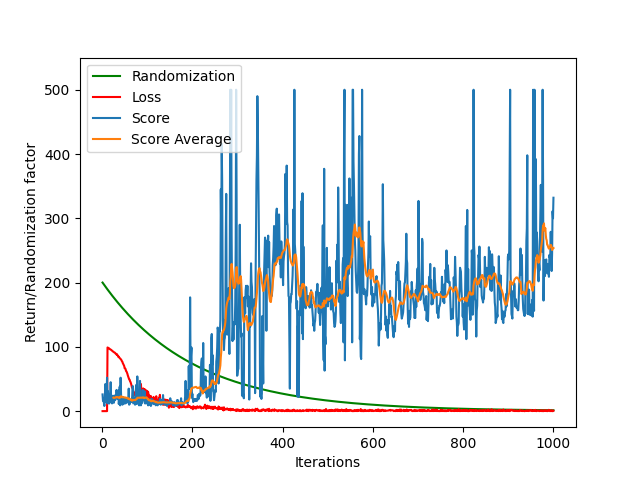 Randomization
Loss
Score
Score Average
500
400
300
200
100
0
Return/Randomization factor
0
200
400
600
800
1000
Iterations